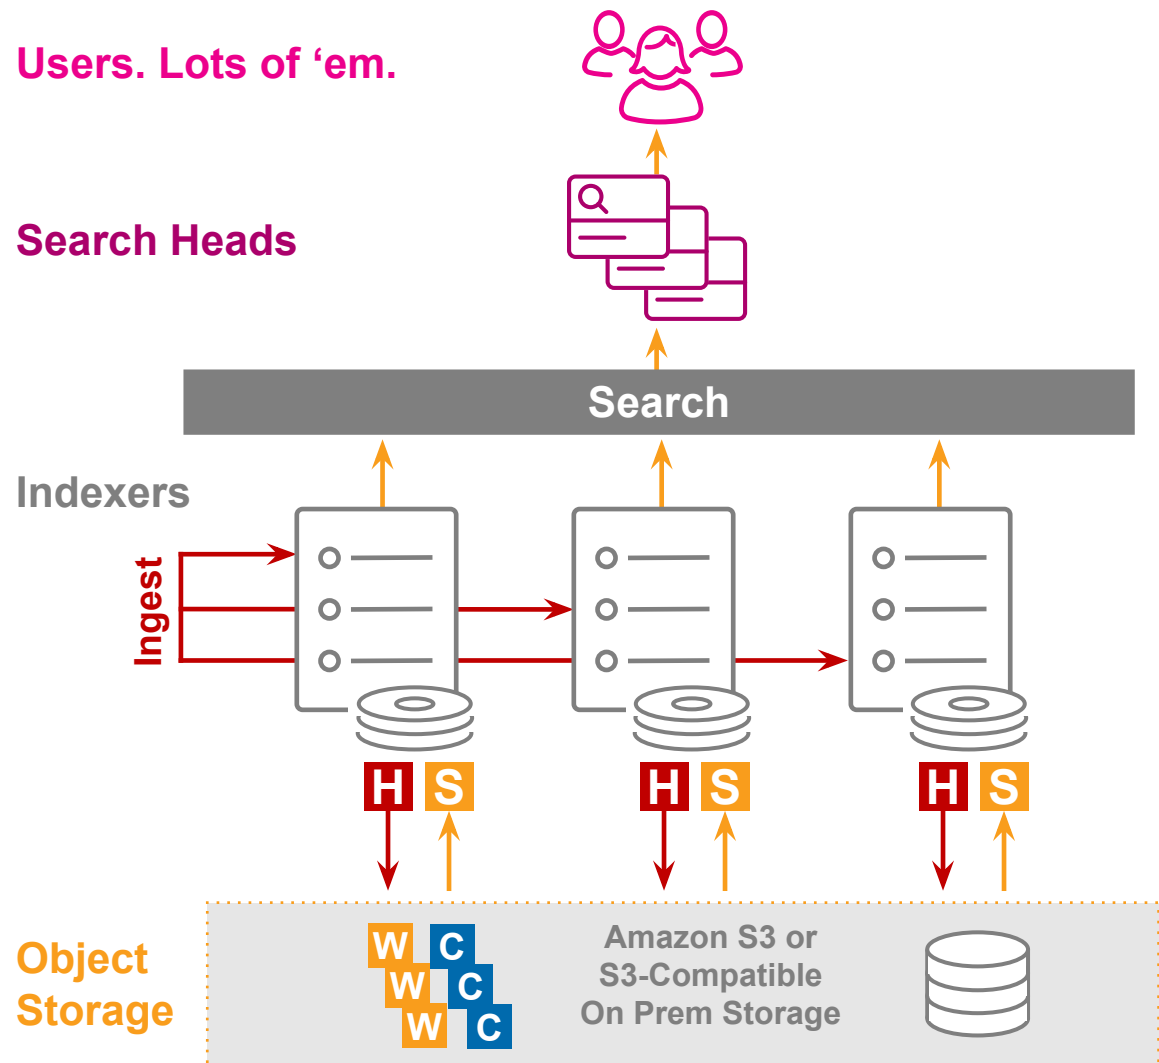 Users. Lots of ‘em.
Search Heads
Search
Indexers
Ingest
H S
H S
H S
Object
Storage
W C
W C
W C
Amazon S3 or
S3-Compatible
On Prem Storage